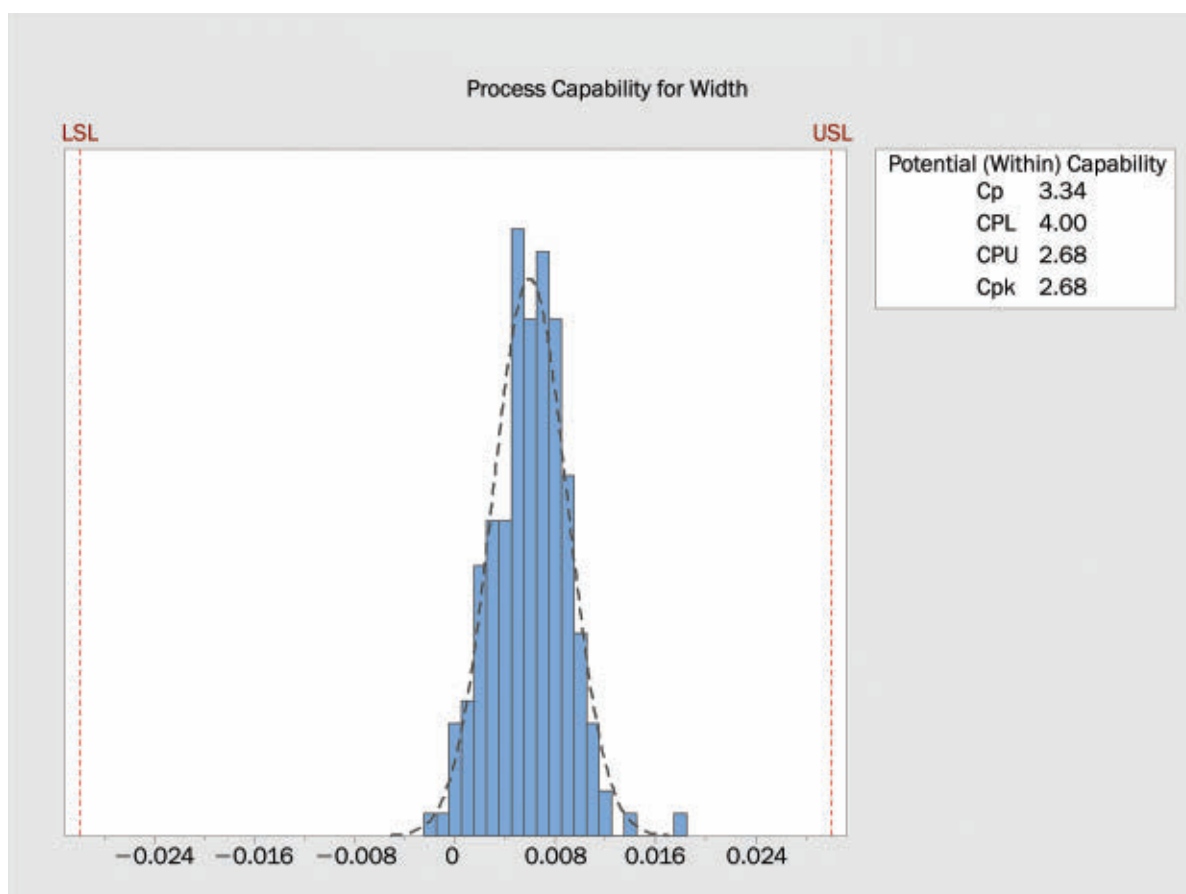 Process Capability for Width
LSL
USL
Potential (Within) Capability
Cp 3.34
CPL 4.00
CPU 2.68
Cpk 2.68
−0.024 −0.016 −0.008 0 0.008 0.016 0.024